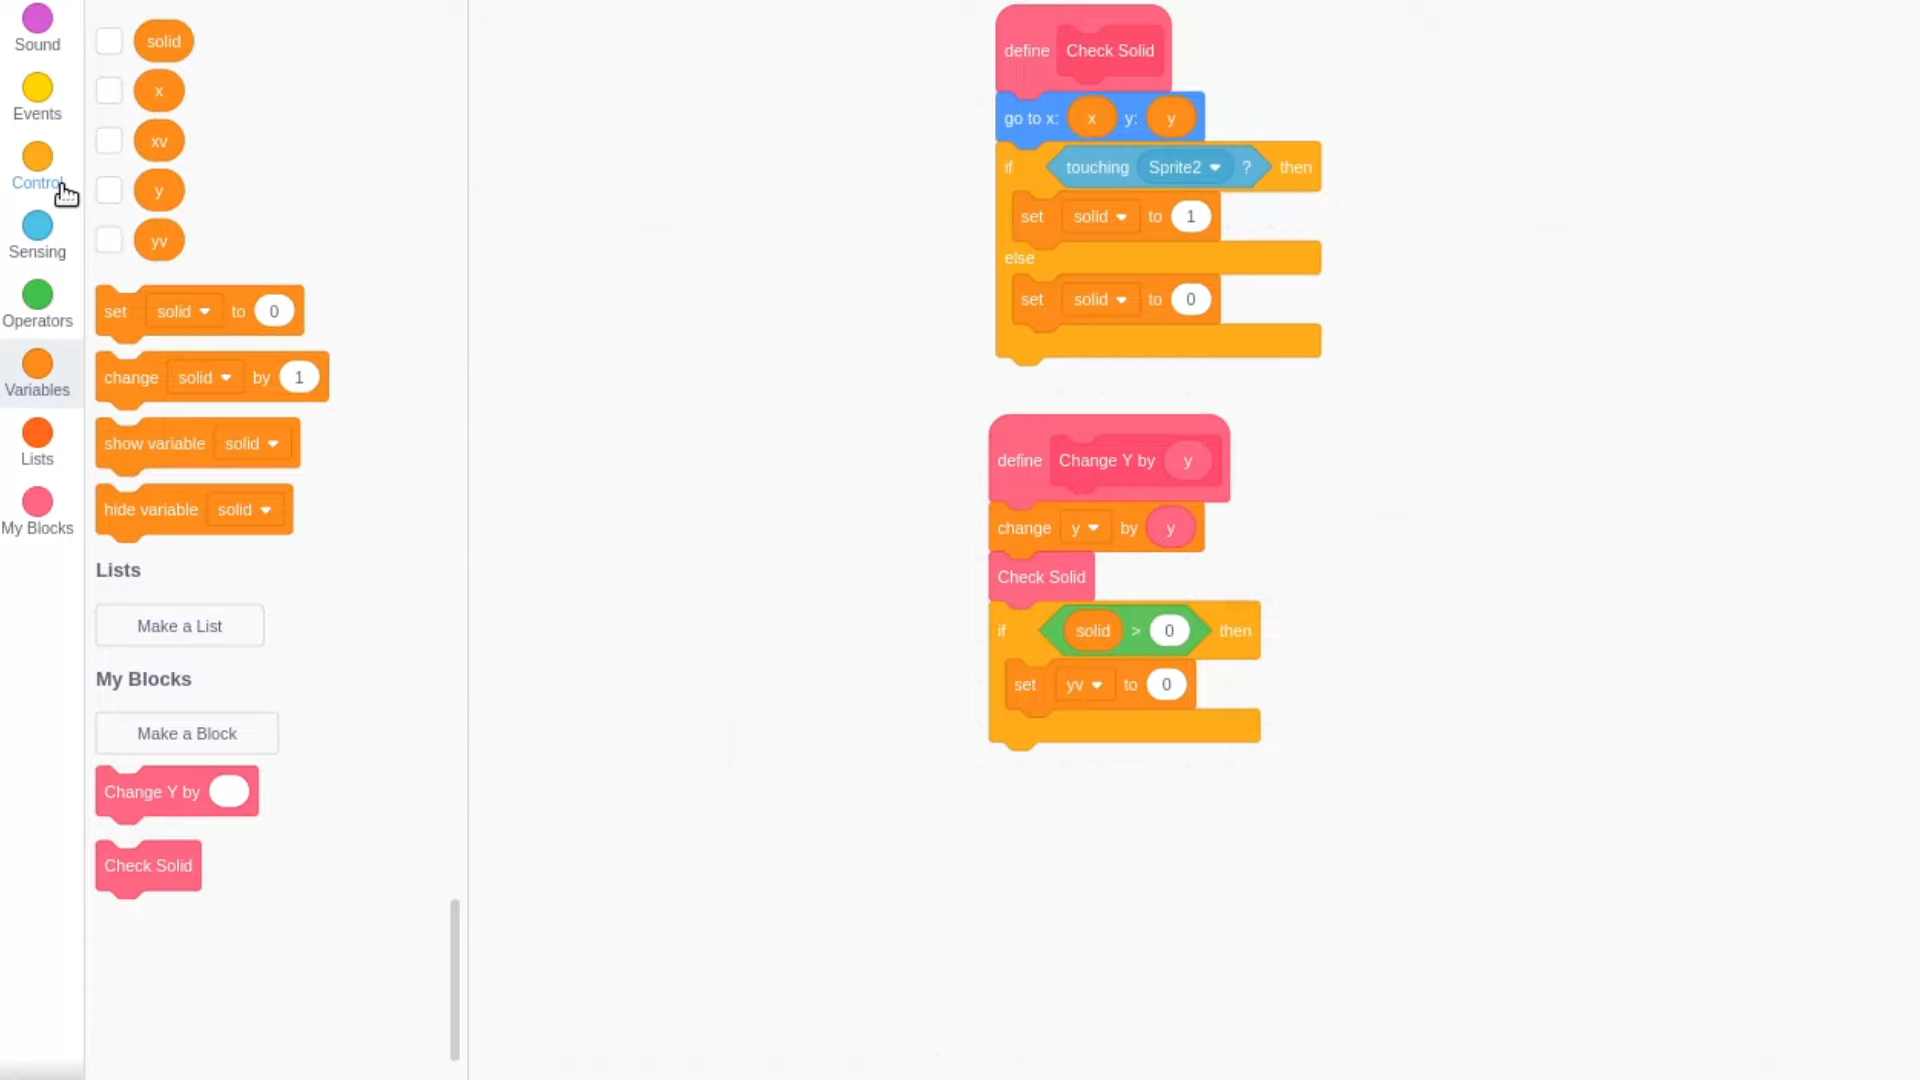 Sound
Events
Control
Sensing
Operators
Variables
Lists
My Blocks
solid
x
xv
y
yv
set solid to 0
change solid by 1
show variable solid
hide variable solid
Lists
Make a List
My Blocks
Make a Block
Change Y by
Check Solid
define Check Solid
go to x: x y: y
if touching Sprite2 ? then
set solid to 1
else
set solid to 0
define Change Y by y
change y by y
Check Solid
if solid > 0 then
set yv to 0